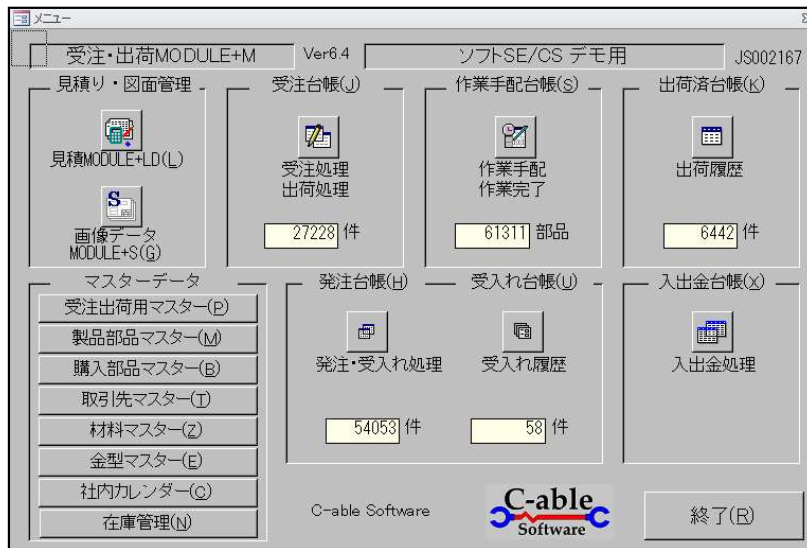 メニュー
受注・出荷MODULE+M
Ver6.4
ソフトSE/CS デモ用
JS002167
見積り・図面管理
見積MODULE+LD(L)
画像データ
MODULE+S(G)
受注台帳(J)
受注処理
出荷処理
27228 件
作業手配台帳(S)
作業手配
作業完了
61311 部品
出荷済台帳(K)
出荷履歴
6442 件
マスターデータ
受注出荷用マスター(P)
製品部品マスター(M)
購入部品マスター(B)
取引先マスター(T)
材料マスター(Z)
金型マスター(E)
社内カレンダー(C)
在庫管理(N)
発注台帳(H)
発注・受入れ処理
54053 件
受入れ台帳(U)
受入れ履歴
58 件
入出金台帳(X)
入出金処理
C-able Software
C-able
Software
終了(R)